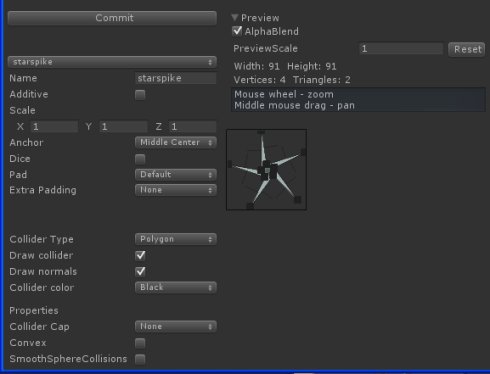 Commit
starspike
Name starspike
Additive
Scale
X 1 Y 1 Z 1
Anchor Middle Center
Dice
Pad Default
Extra Padding None
Collider Type Polygon
Draw collider
Draw normals
Collider color Black
Properties
Collider Cap None
Convex
SmoothSphereCollisions
Preview
AlphaBlend
PreviewScale 1 Reset
Width: 91 Height: 91
Vertices: 4 Triangles: 2
Mouse wheel - zoom
Middle mouse drag - pan